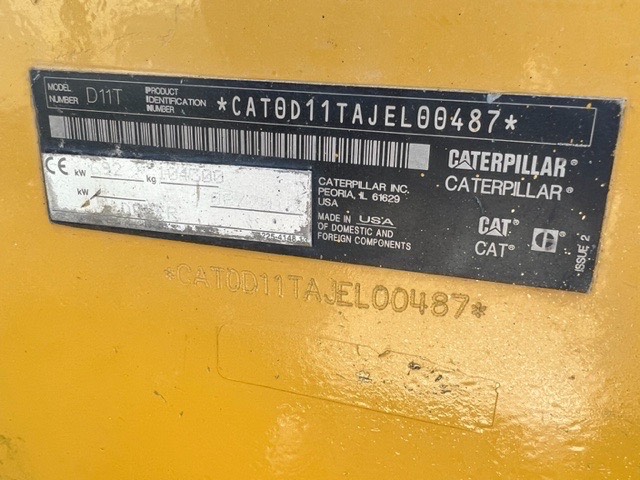 MODEL NUMBER D11T PRODUCT IDENTIFICATION NUMBER *CAT0D11TAJEL00487*
CE kW kg 104300
kW
CATERPILLAR INC.
PEORIA, IL 61629
USA
MADE IN USA
OF DOMESTIC AND
FOREIGN COMPONENTS
CATERPILLAR®
CATERPILLAR®
CAT®
CAT®
ISSUE 2
*CAT0D11TAJEL00487*